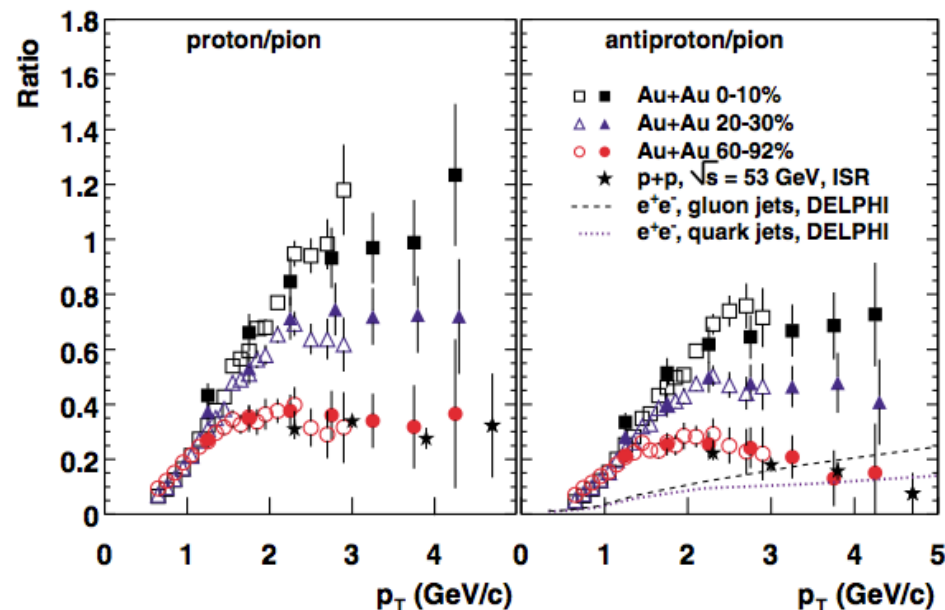 proton/pion
antiproton/pion
Ratio
1.8
1.6
1.4
1.2
1
0.8
0.6
0.4
0.2
0
Au+Au 0-10%
Au+Au 20-30%
Au+Au 60-92%
p+p, √s = 53 GeV, ISR
e⁺e⁻, gluon jets, DELPHI
e⁺e⁻, quark jets, DELPHI
0 1 2 3 4 0 1 2 3 4 5
p_T (GeV/c) p_T (GeV/c)